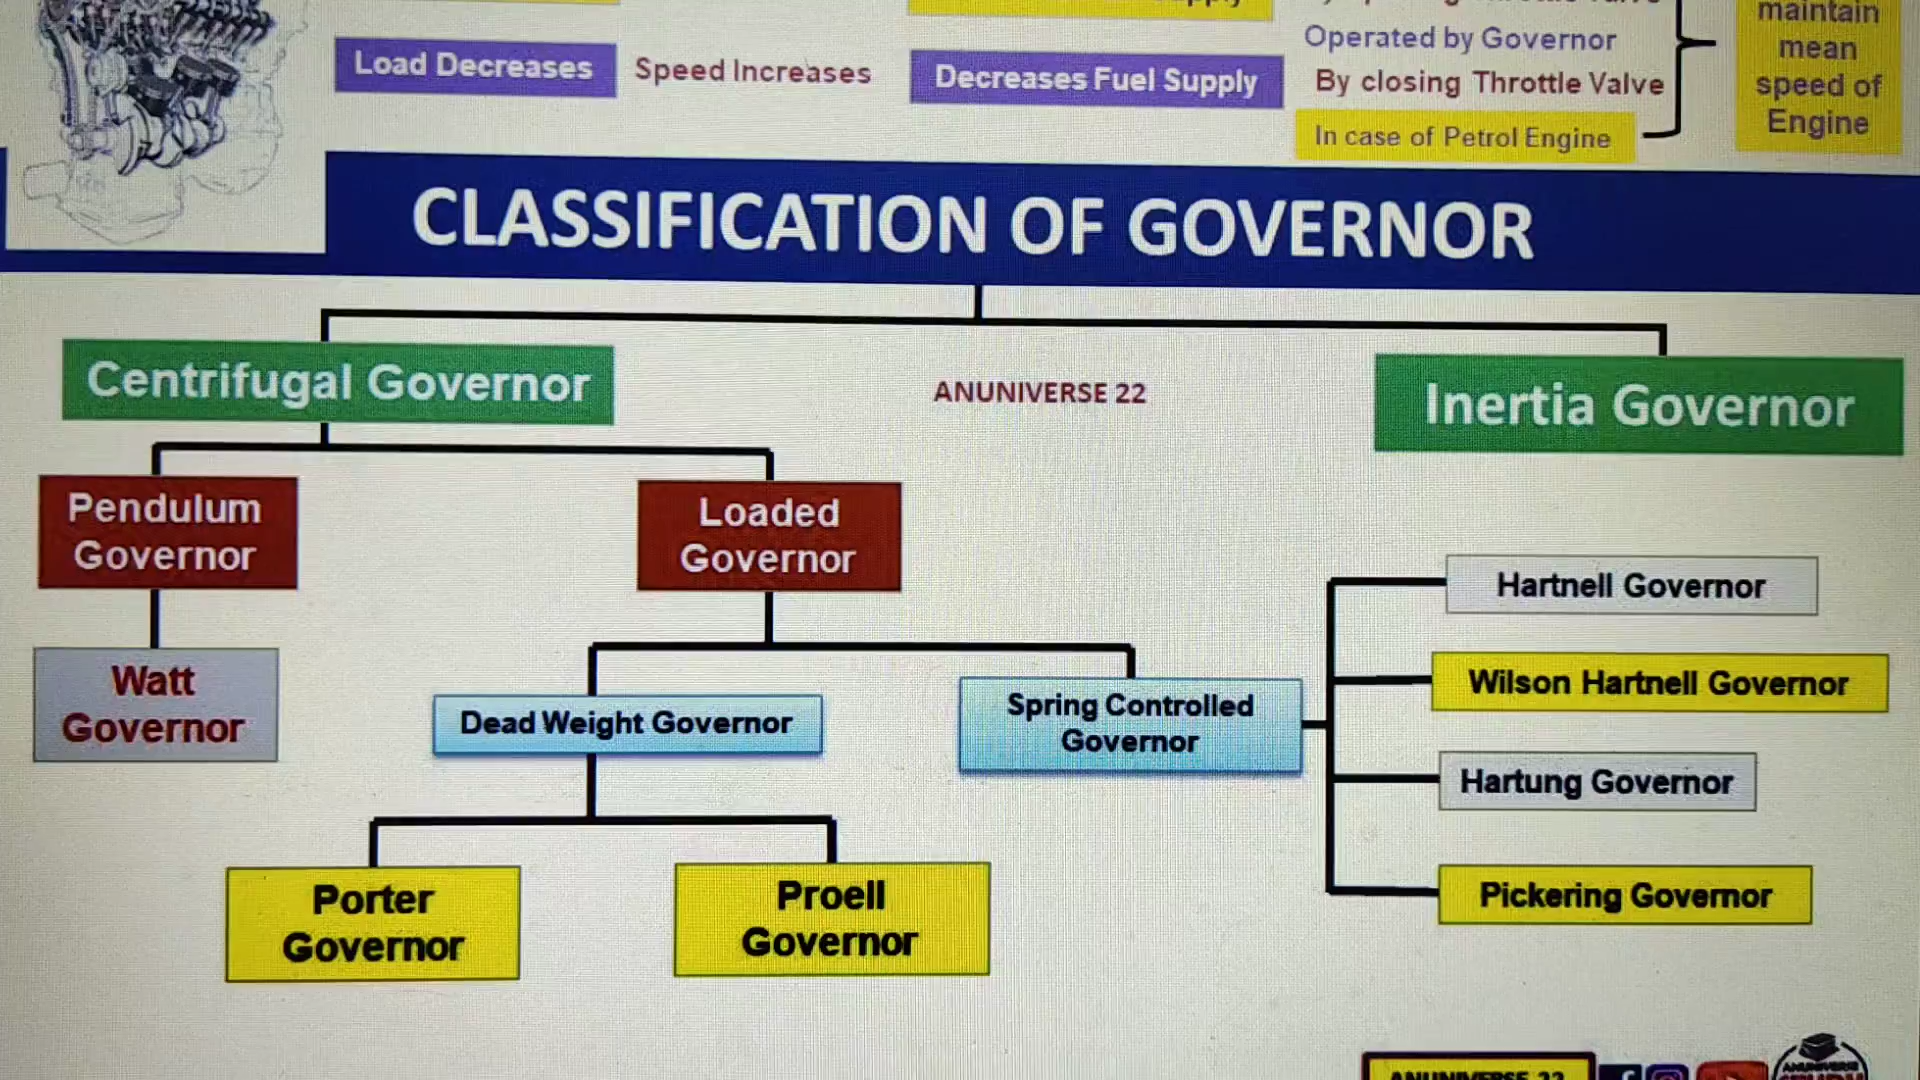 maintain
Operated by Governor
mean
Load Decreases
Speed Increases
Decreases Fuel Supply
By closing Throttle Valve
speed of
In case of Petrol Engine
Engine
CLASSIFICATION OF GOVERNOR
Centrifugal Governor
ANUNIVERSE 22
Inertia Governor
Pendulum
Governor
Loaded
Governor
Hartnell Governor
Watt
Governor
Dead Weight Governor
Spring Controlled
Governor
Wilson Hartnell Governor
Hartung Governor
Porter
Governor
Proell
Governor
Pickering Governor
ANUNIVERSE 22